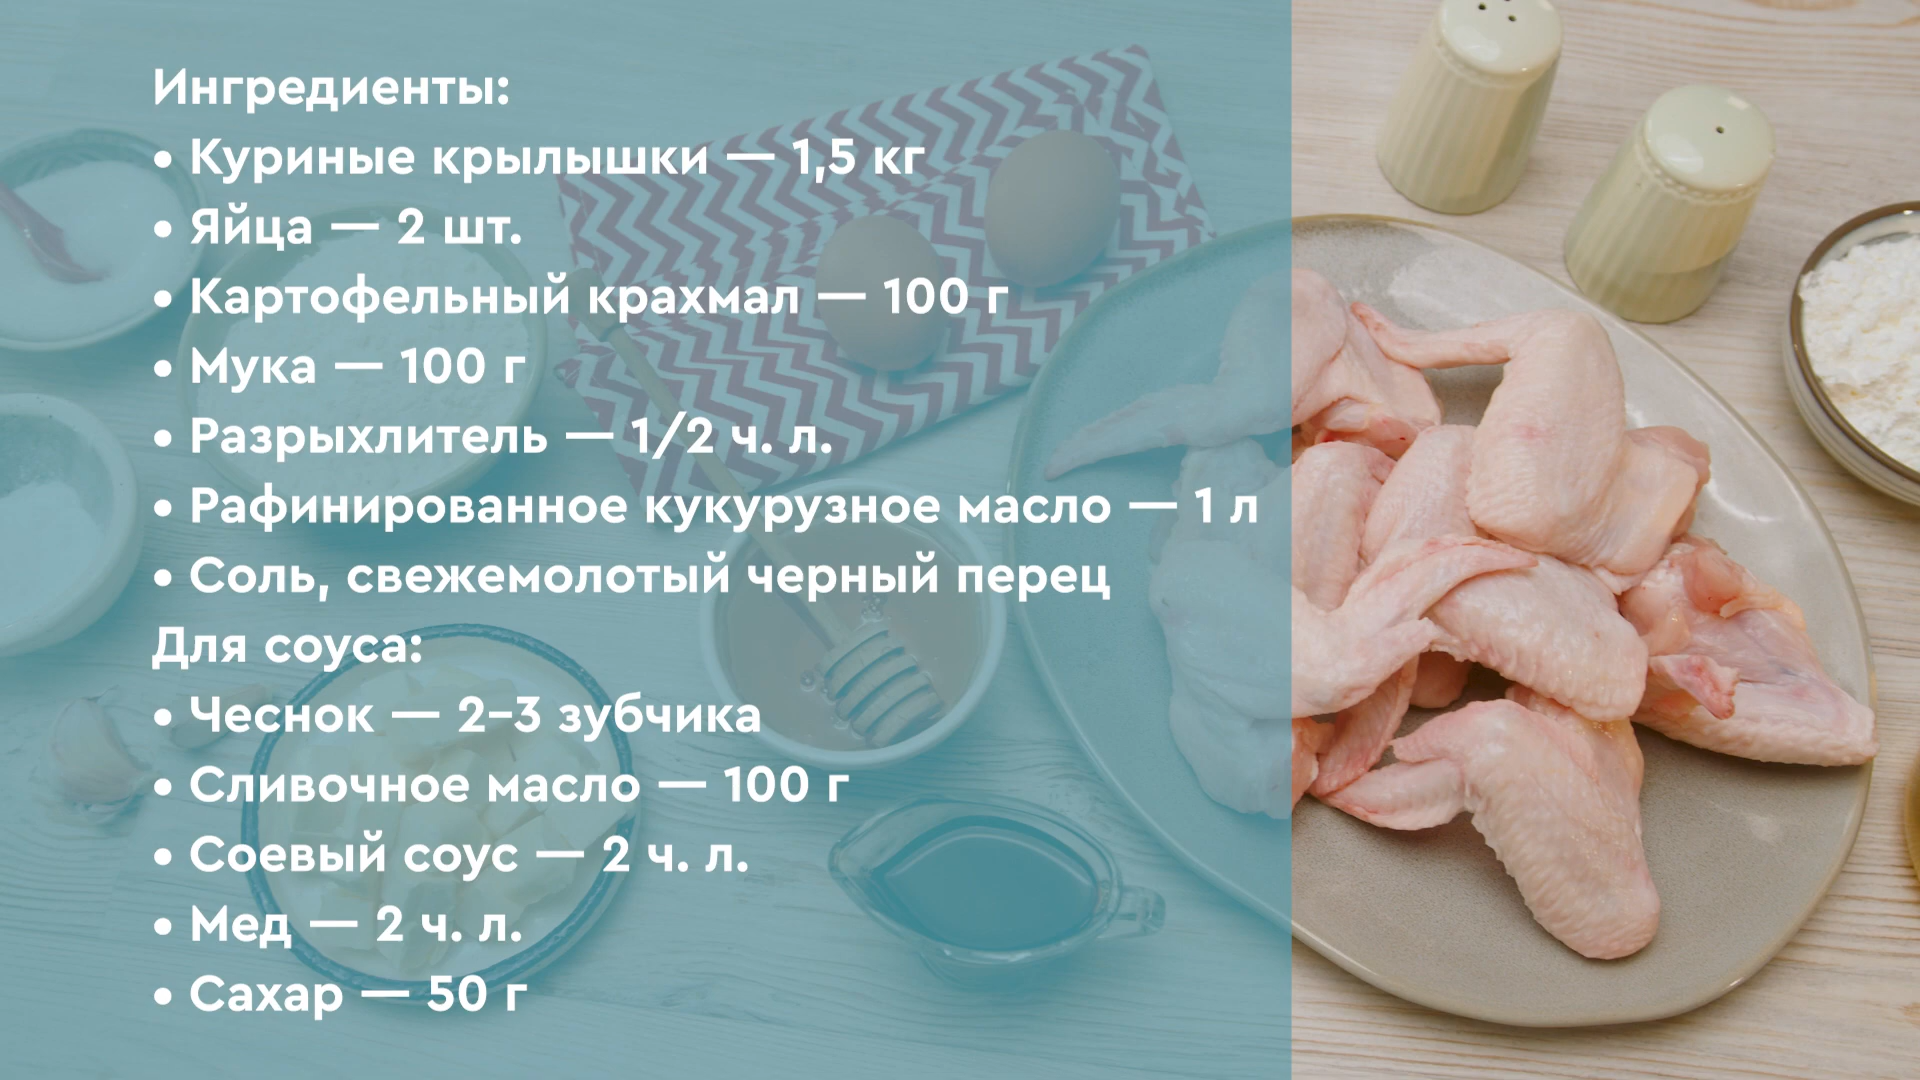 Ингредиенты:
• Куриные крылышки — 1,5 кг
• Яйца — 2 шт.
• Картофельный крахмал — 100 г
• Мука — 100 г
• Разрыхлитель — 1/2 ч. л.
• Рафинированное кукурузное масло — 1 л
• Соль, свежемолотый черный перец
Для соуса:
• Чеснок — 2–3 зубчика
• Сливочное масло — 100 г
• Соевый соус — 2 ч. л.
• Мед — 2 ч. л.
• Сахар — 50 г